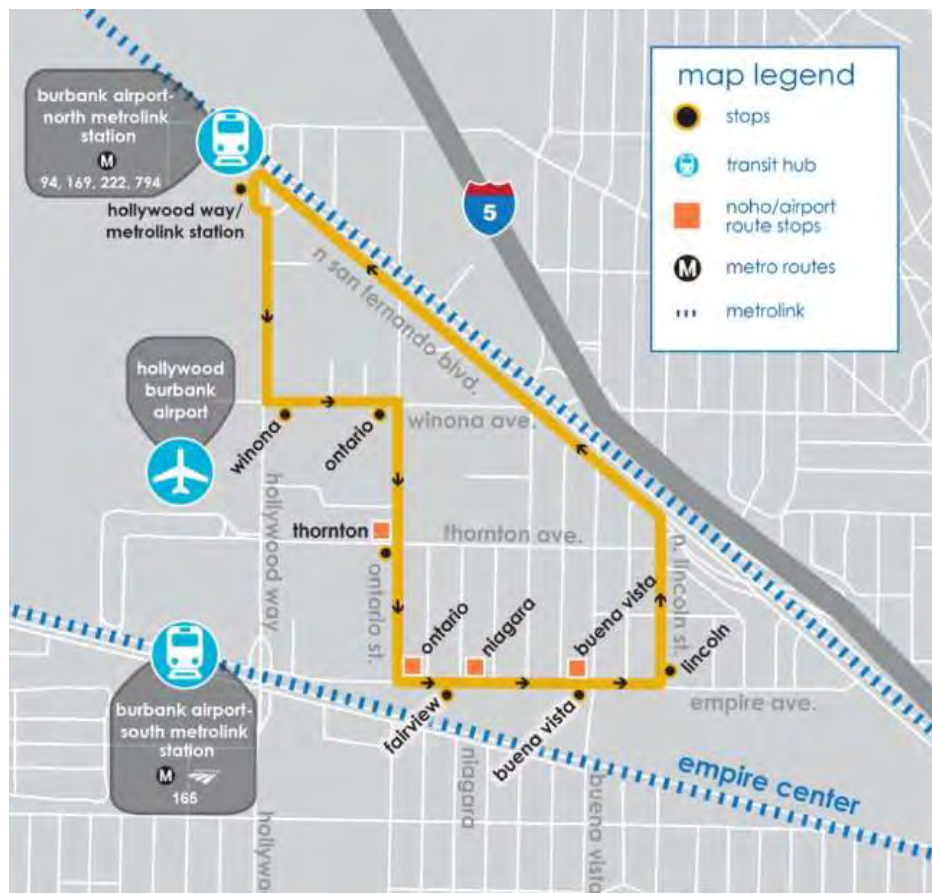 burbank airport-
north metrolink
station
M
94, 169, 222, 794
hollywood way/
metrolink station
map legend
stops
transit hub
noho/airport
route stops
M
metro routes
metrolink
5
n san fernando blvd.
hollywood
burbank
airport
winona
ontario
winona ave.
hollywood way
thornton
thornton ave.
ontario st.
n. lincoln st.
ontario
niagara
buena vista
lincoln
fairview
buena vista
empire ave.
burbank airport-
south metrolink
station
M
165
niagara
buena vista
empire center
hollywa